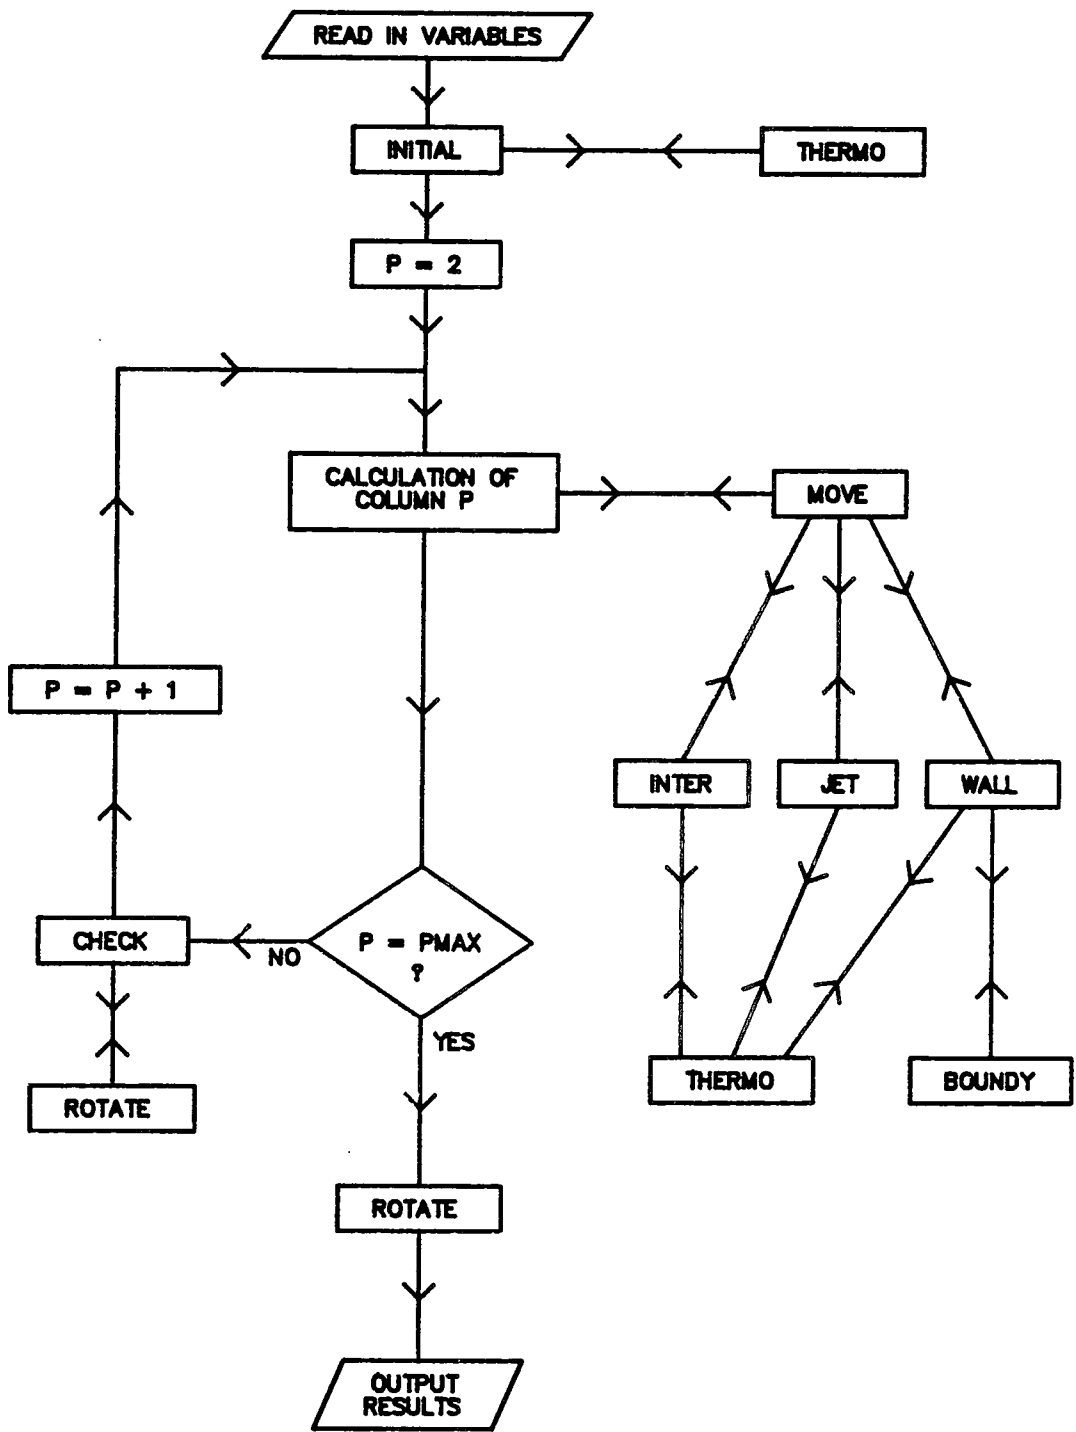 READ IN VARIABLES
INITIAL
THERMO
P = 2
CALCULATION OF
COLUMN P
MOVE
P = P + 1
INTER
JET
WALL
CHECK
NO
P = PMAX
?
YES
THERMO
BOUNDY
ROTATE
ROTATE
OUTPUT
RESULTS